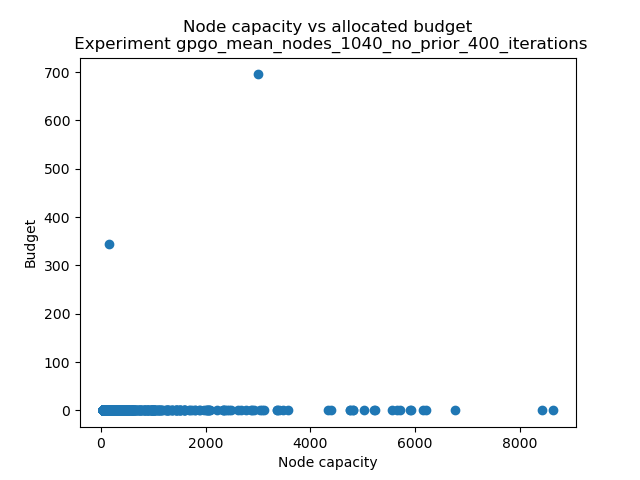 Node capacity vs allocated budget
Experiment gpgo_mean_nodes_1040_no_prior_400_iterations
700
600
500
400
300
200
100
0
Budget
0 2000 4000 6000 8000
Node capacity